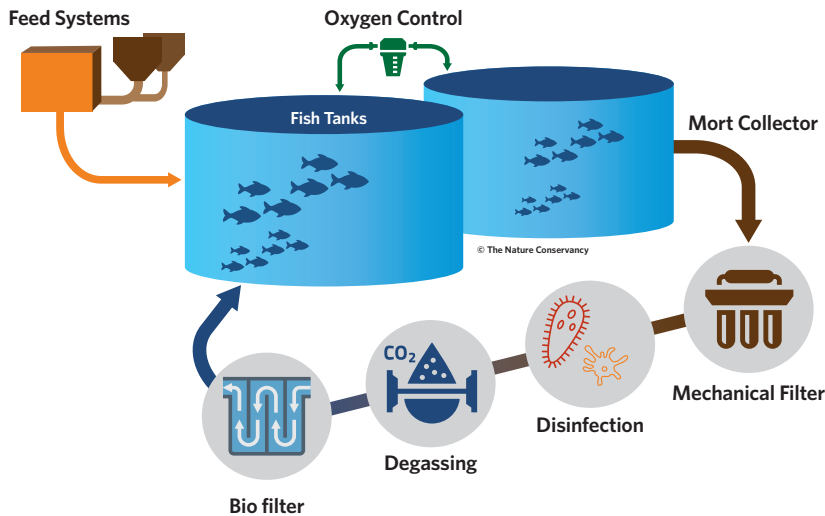 Feed Systems
Oxygen Control
Fish Tanks
Mort Collector
© The Nature Conservancy
CO₂
Mechanical Filter
Disinfection
Degassing
Bio filter